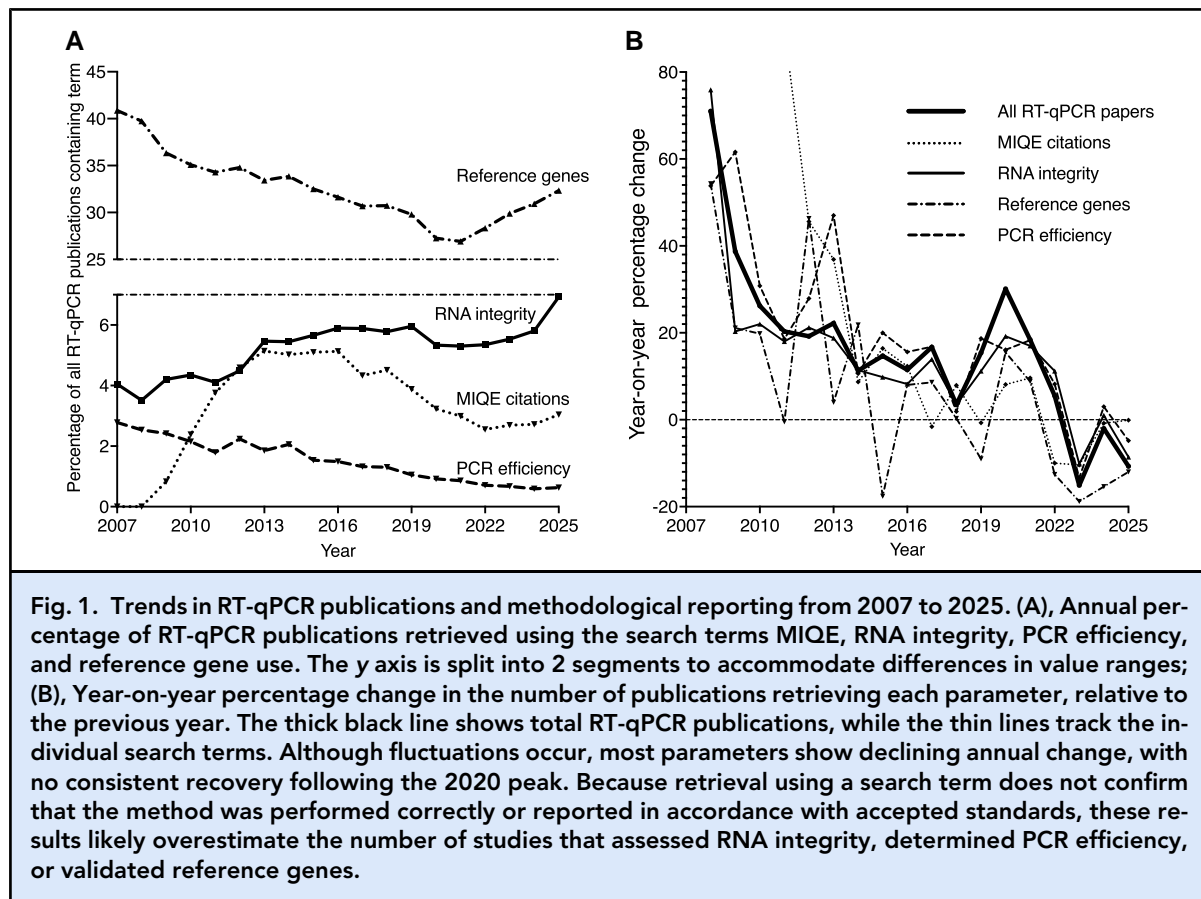 A
Percentage of all RT-qPCR publications containing term
45
40
35
30
25
6
4
2
0
Reference genes
RNA integrity
MIQE citations
PCR efficiency
2007
2010
2013
2016
2019
2022
2025
Year
B
Year-on-year percentage change
80
60
40
20
0
-20
All RT-qPCR papers
MIQE citations
RNA integrity
Reference genes
PCR efficiency
2007
2010
2013
2016
2019
2022
2025
Year
Fig. 1. Trends in RT-qPCR publications and methodological reporting from 2007 to 2025. (A), Annual per-
centage of RT-qPCR publications retrieved using the search terms MIQE, RNA integrity, PCR efficiency,
and reference gene use. The y axis is split into 2 segments to accommodate differences in value ranges;
(B), Year-on-year percentage change in the number of publications retrieving each parameter, relative to
the previous year. The thick black line shows total RT-qPCR publications, while the thin lines track the in-
dividual search terms. Although fluctuations occur, most parameters show declining annual change, with
no consistent recovery following the 2020 peak. Because retrieval using a search term does not confirm
that the method was performed correctly or reported in accordance with accepted standards, these re-
sults likely overestimate the number of studies that assessed RNA integrity, determined PCR efficiency,
or validated reference genes.